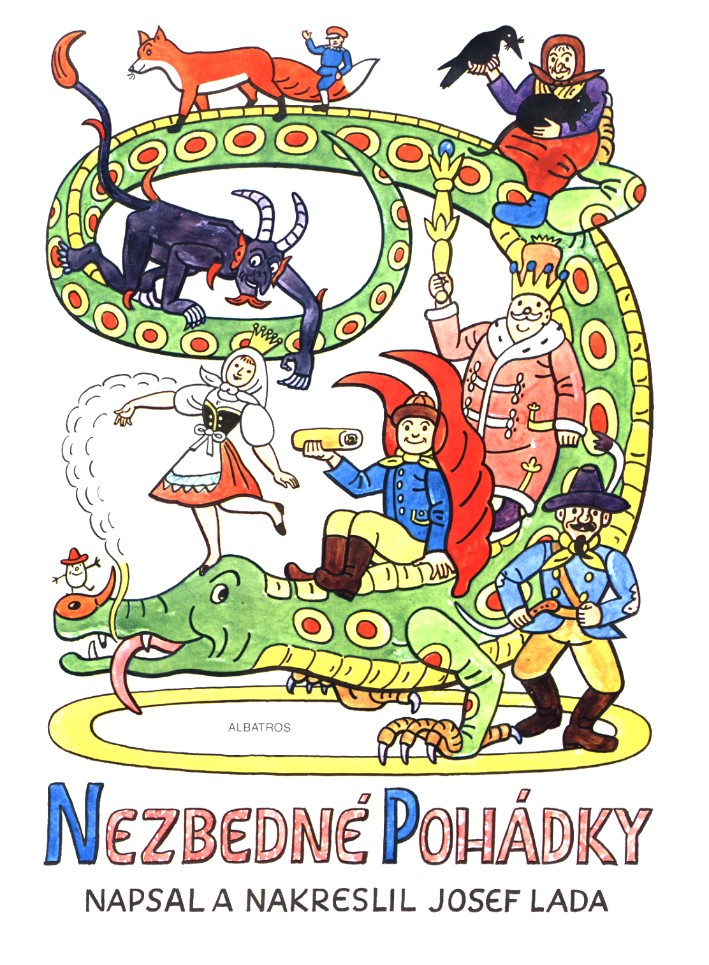 ALBATROS
NEZBEDNÉ POHÁDKY
NAPSAL A NAKRESLIL JOSEF LADA